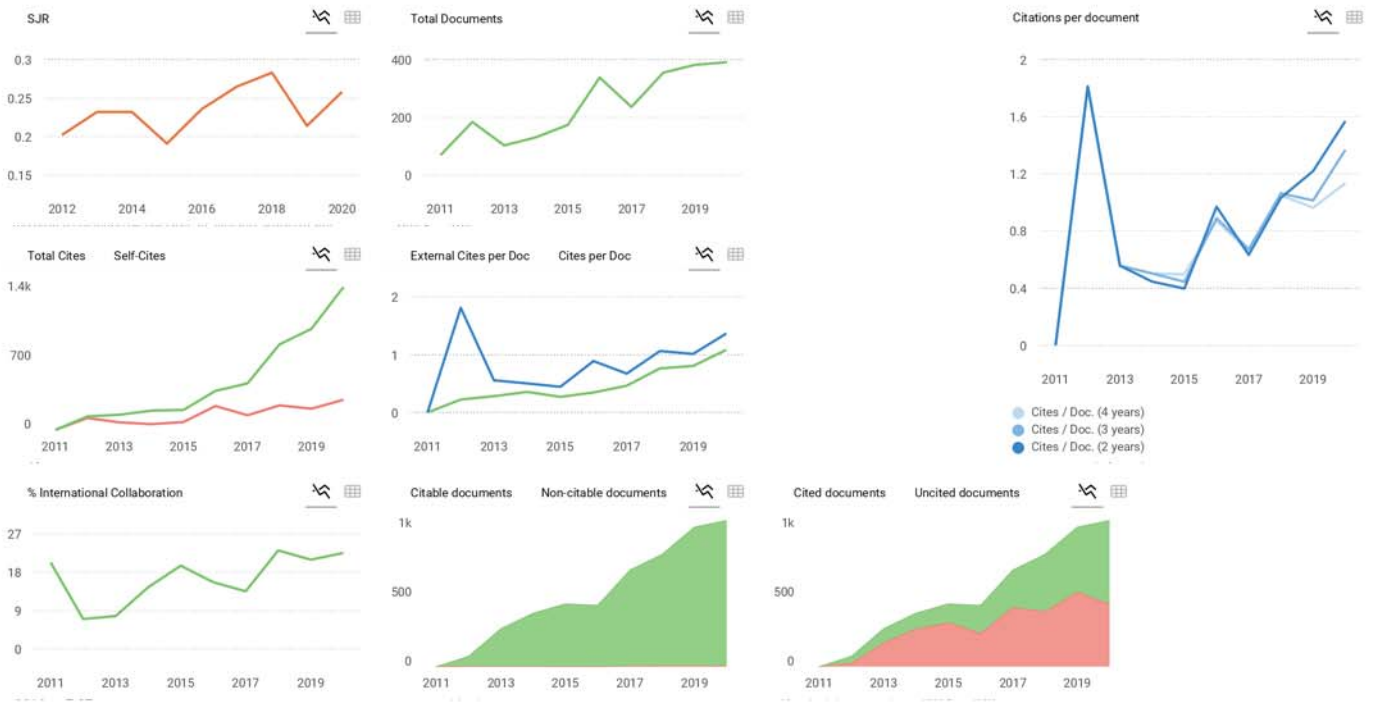 SJR
0.3
0.25
0.2
0.15
2012 2014 2016 2018 2020
Total Documents
400
200
0
2011 2013 2015 2017 2019
Citations per document
2
1.6
1.2
0.8
0.4
0
2011 2013 2015 2017 2019
Cites / Doc. (4 years)
Cites / Doc. (3 years)
Cites / Doc. (2 years)
Total Cites Self-Cites
1.4k
700
0
2011 2013 2015 2017 2019
External Cites per Doc Cites per Doc
2
1
0
2011 2013 2015 2017 2019
% International Collaboration
27
18
9
0
2011 2013 2015 2017 2019
Citable documents Non-citable documents
1k
500
0
2011 2013 2015 2017 2019
Cited documents Uncited documents
1k
500
0
2011 2013 2015 2017 2019